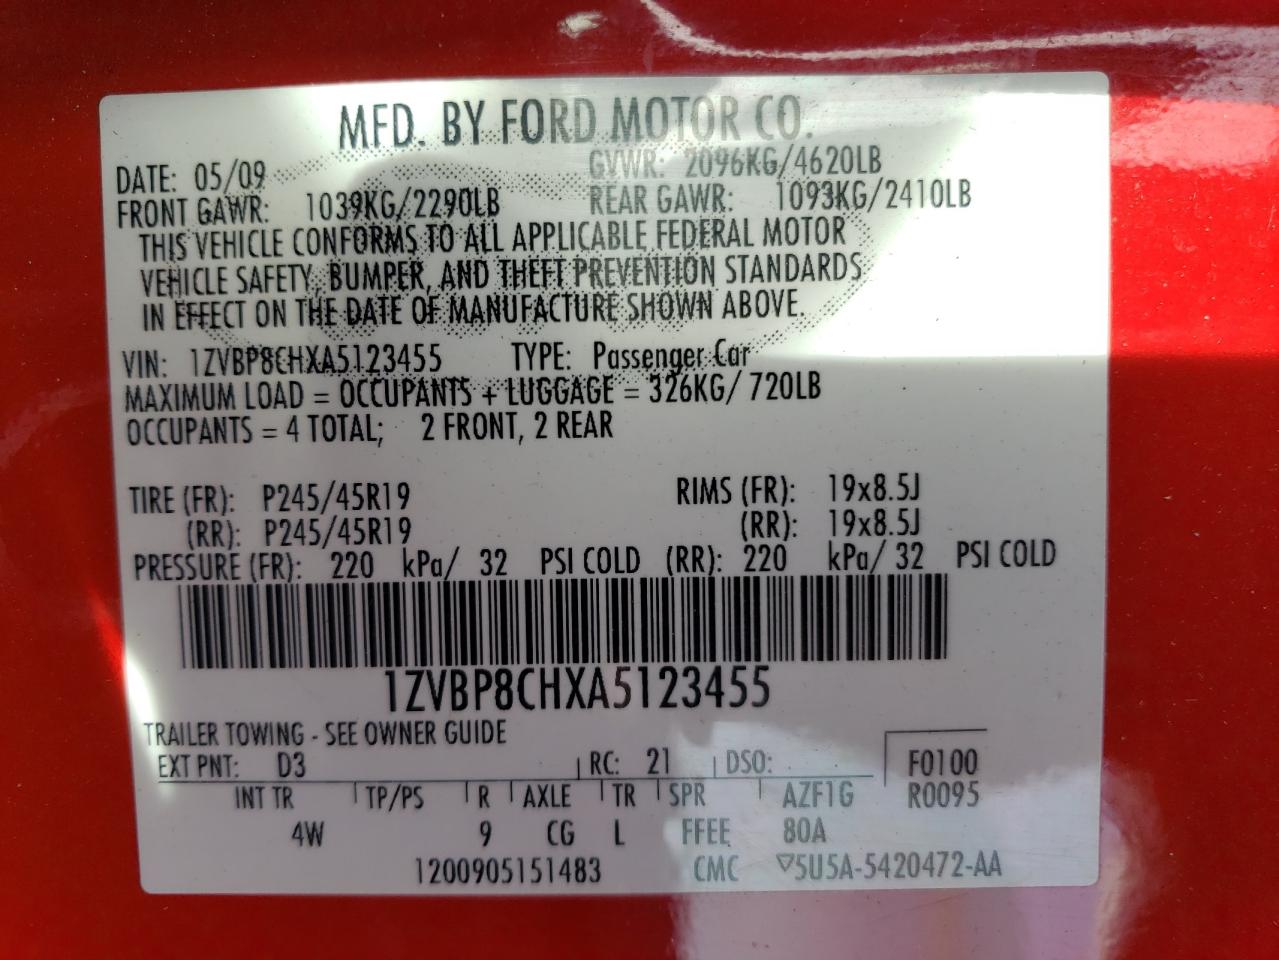 MFD. BY FORD MOTOR CO.
DATE: 05/09 GVWR: 2096KG/4620LB
FRONT GAWR: 1039KG/2290LB REAR GAWR: 1093KG/2410LB
THIS VEHICLE CONFORMS TO ALL APPLICABLE FEDERAL MOTOR
VEHICLE SAFETY, BUMPER, AND THEFT PREVENTION STANDARDS
IN EFFECT ON THE DATE OF MANUFACTURE SHOWN ABOVE.
VIN: 1ZVBP8CHXA5123455 TYPE: Passenger Car
MAXIMUM LOAD = OCCUPANTS + LUGGAGE = 326KG/ 720LB
OCCUPANTS = 4 TOTAL; 2 FRONT, 2 REAR
TIRE (FR): P245/45R19 RIMS (FR): 19x8.5J
(RR): P245/45R19 (RR): 19x8.5J
PRESSURE (FR): 220 kPa/ 32 PSI COLD (RR): 220 kPa/ 32 PSI COLD
1ZVBP8CHXA5123455
TRAILER TOWING - SEE OWNER GUIDE
EXT PNT: D3 RC: 21 DSO: F0100
INT TR TP/PS R AXLE TR SPR AZF1G R0095
4W 9 CG L FFEE 80A
1200905151483 CMC ▽5U5A-5420472-AA